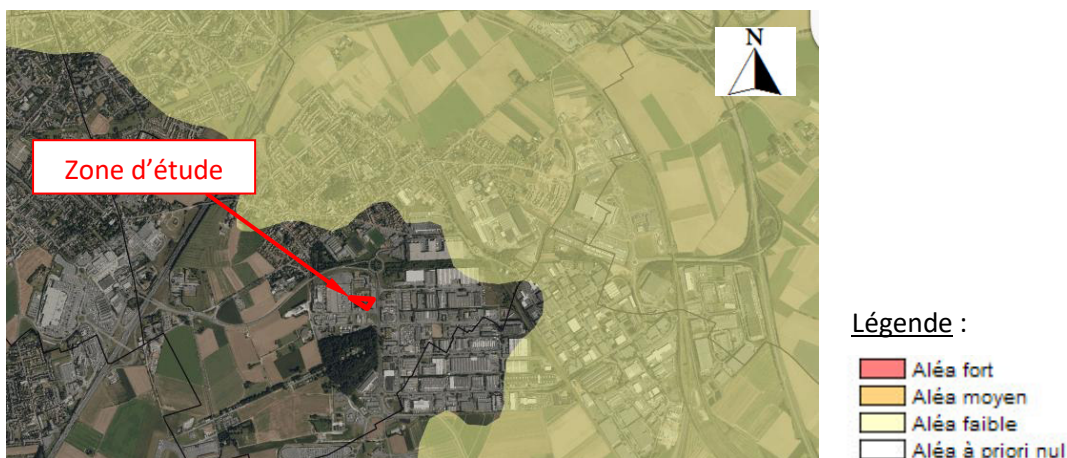 N
Zone d’étude
Légende :
Aléa fort
Aléa moyen
Aléa faible
Aléa à priori nul